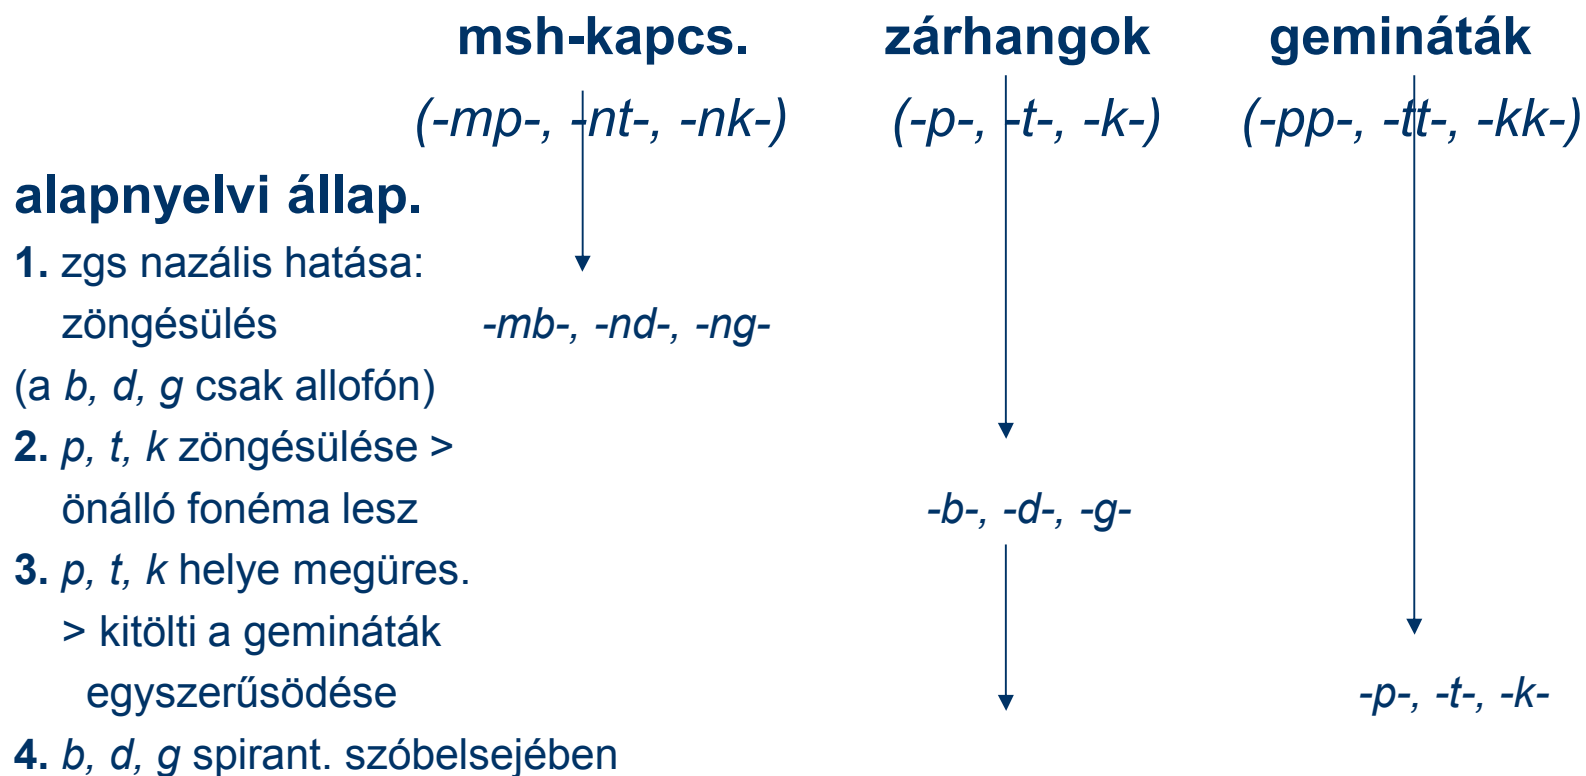 msh-kapcs. zárhangok gemináták
(-mp-, -nt-, -nk-) (-p-, -t-, -k-) (-pp-, -tt-, -kk-)
alapnyelvi állap.
1. zgs nazális hatása:
zöngésülés -mb-, -nd-, -ng-
(a b, d, g csak allofón)
2. p, t, k zöngésülése >
önálló fonéma lesz -b-, -d-, -g-
3. p, t, k helye megüres.
> kitölti a gemináták
egyszerűsödése -p-, -t-, -k-
4. b, d, g spirant. szóbelsejében